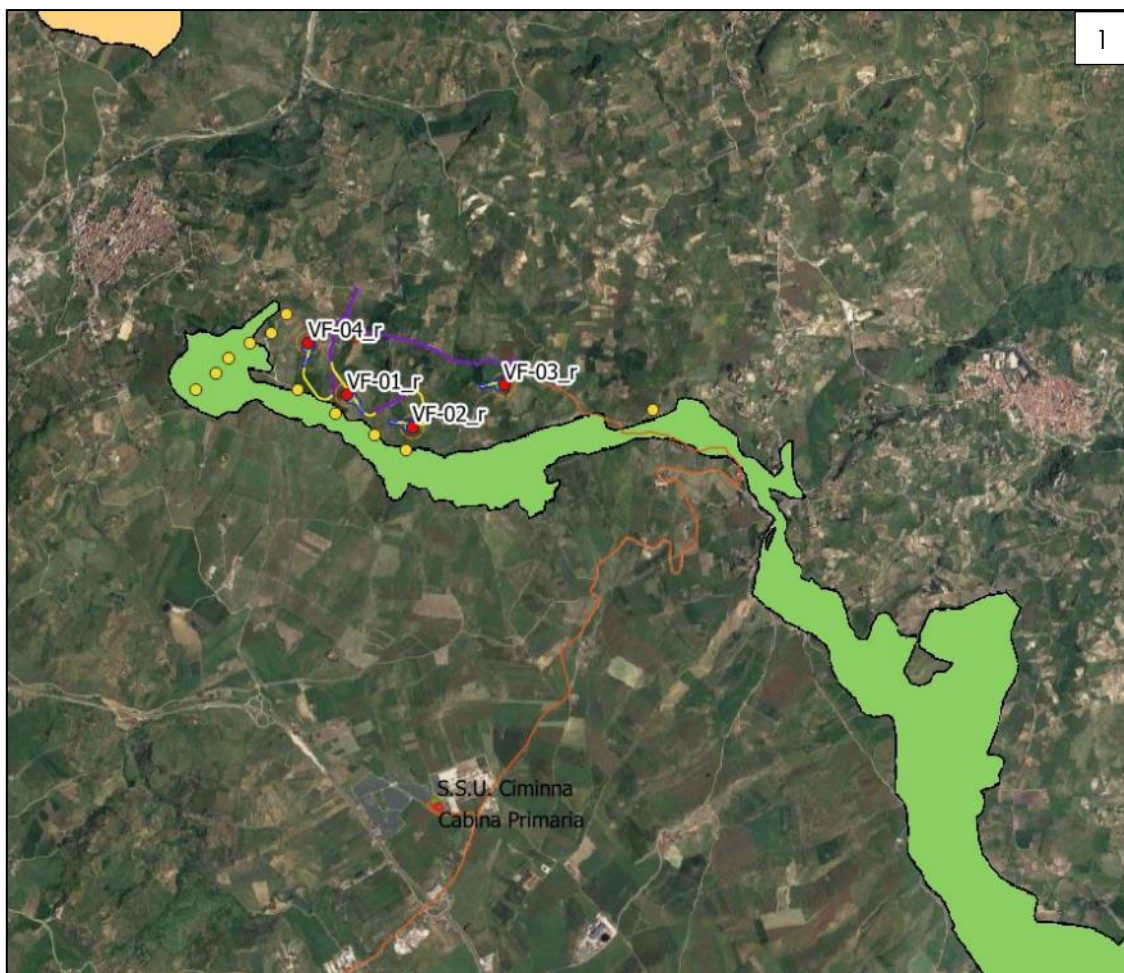 1
VF-04_r
VF-03_r
VF-01_r
VF-02_r
S.S.U. Ciminna
Cabina Primaria